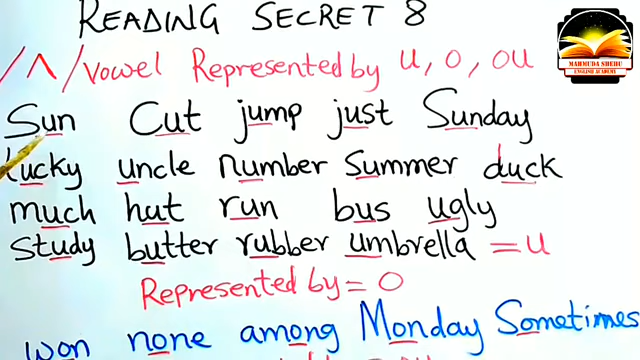 READING SECRET 8
/ʌ/vowel Represented by u, o, ou
MAHMUDA SHEHU
ENGLISH ACADEMY
Sun Cut jump just Sunday
Lucky uncle number summer duck
much hut run bus ugly
study butter rubber umbrella = u
Represented by = O
won none among Monday Sometimes